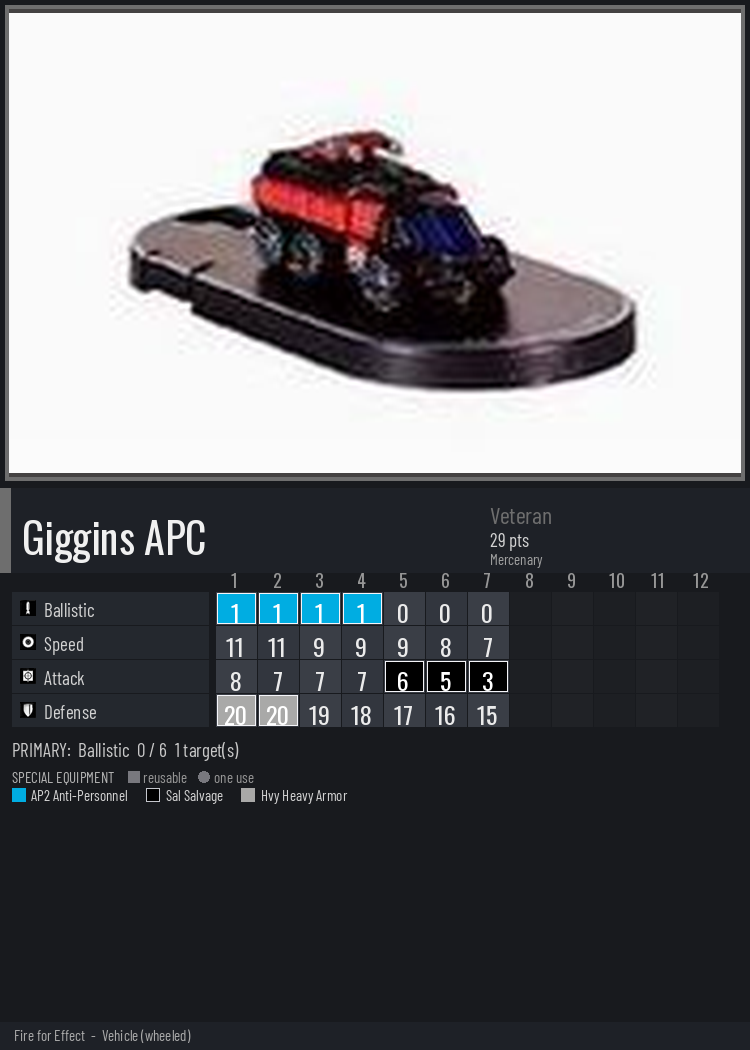 Giggins APC
Veteran
29 pts
Mercenary
1 2 3 4 5 6 7 8 9 10 11 12
Ballistic 1 1 1 1 0 0 0
Speed 11 11 9 9 9 8 7
Attack 8 7 7 7 6 5 3
Defense 20 20 19 18 17 16 15
PRIMARY: Ballistic 0 / 6 1 target(s)
SPECIAL EQUIPMENT reusable one use
AP2 Anti-Personnel Sal Salvage Hvy Heavy Armor
Fire for Effect - Vehicle (wheeled)